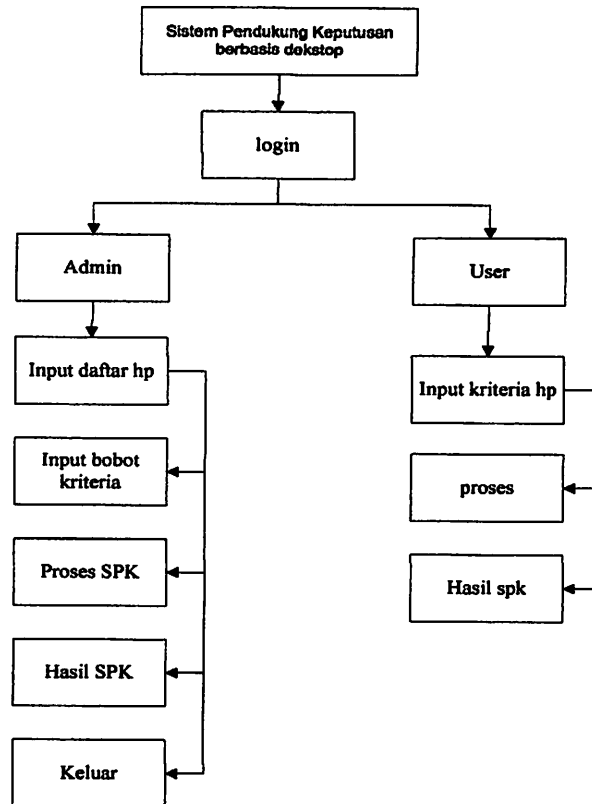 Sistem Pendukung Keputusan
berbasis dekstop
login
Admin
Input daftar hp
Input bobot
kriteria
Proses SPK
Hasil SPK
Keluar
User
Input kriteria hp
proses
Hasil spk